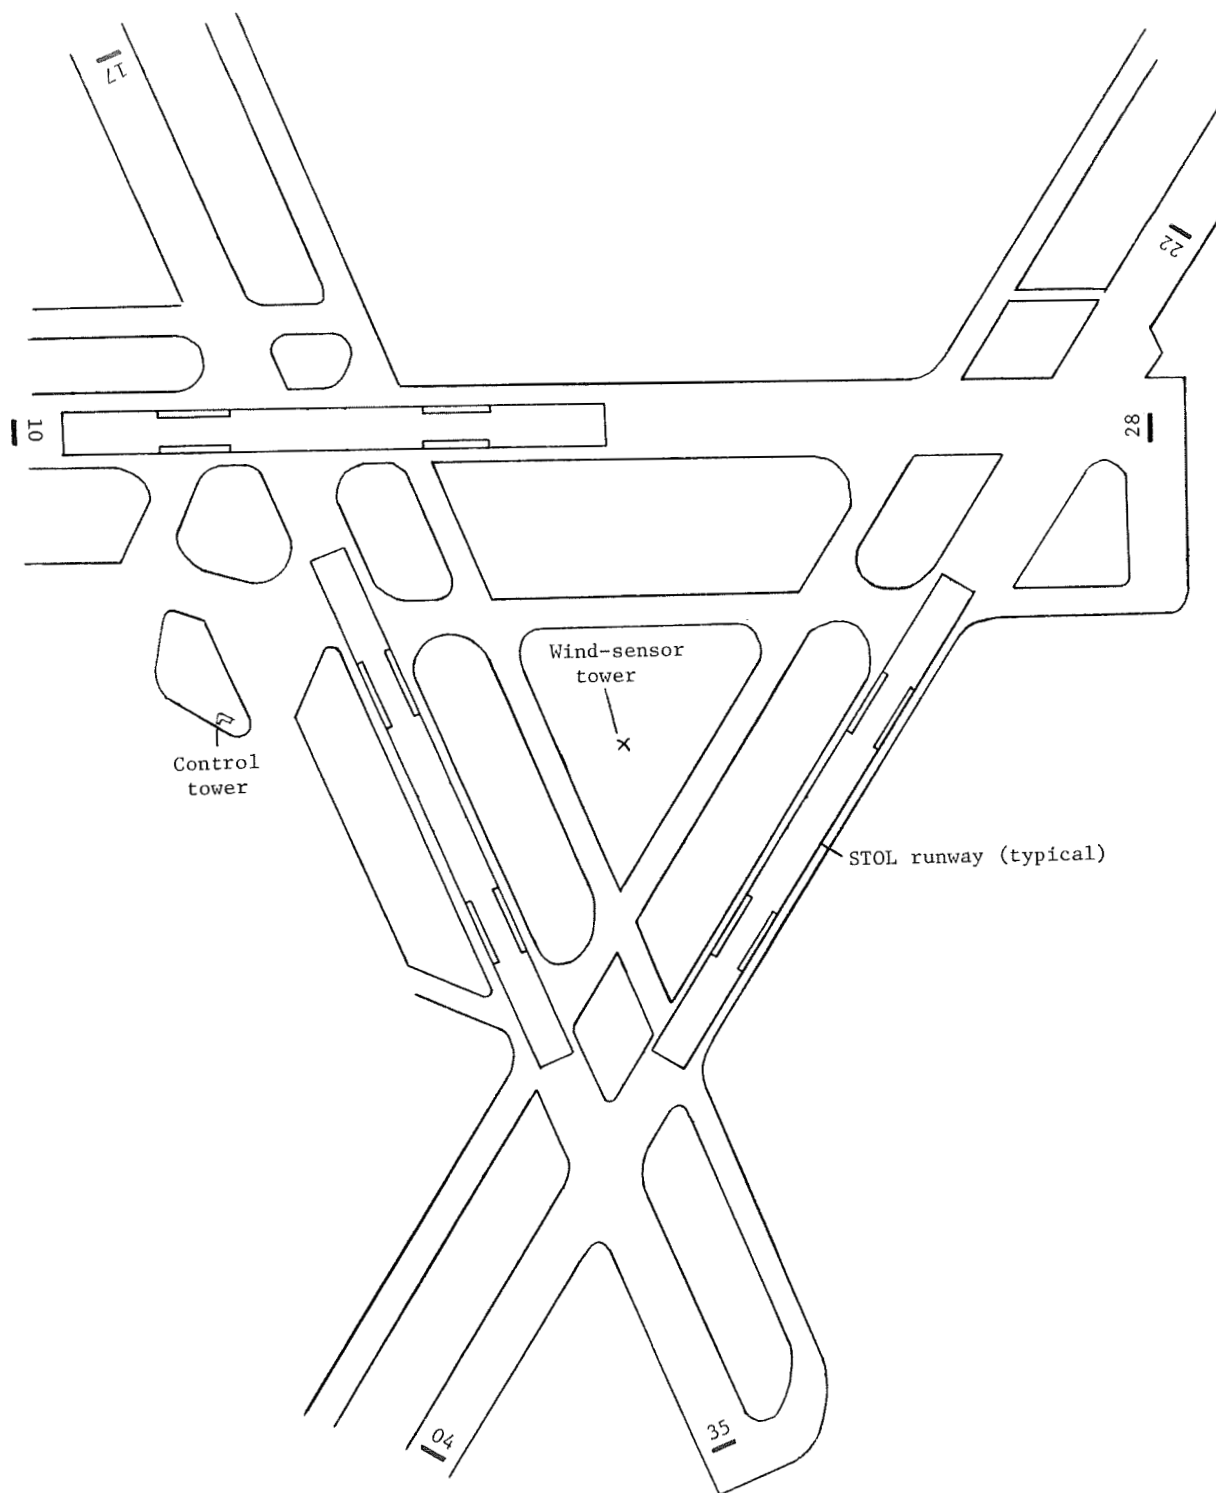 17
22
10
28
Wind-sensor
tower
Control
tower
STOL runway (typical)
04
35